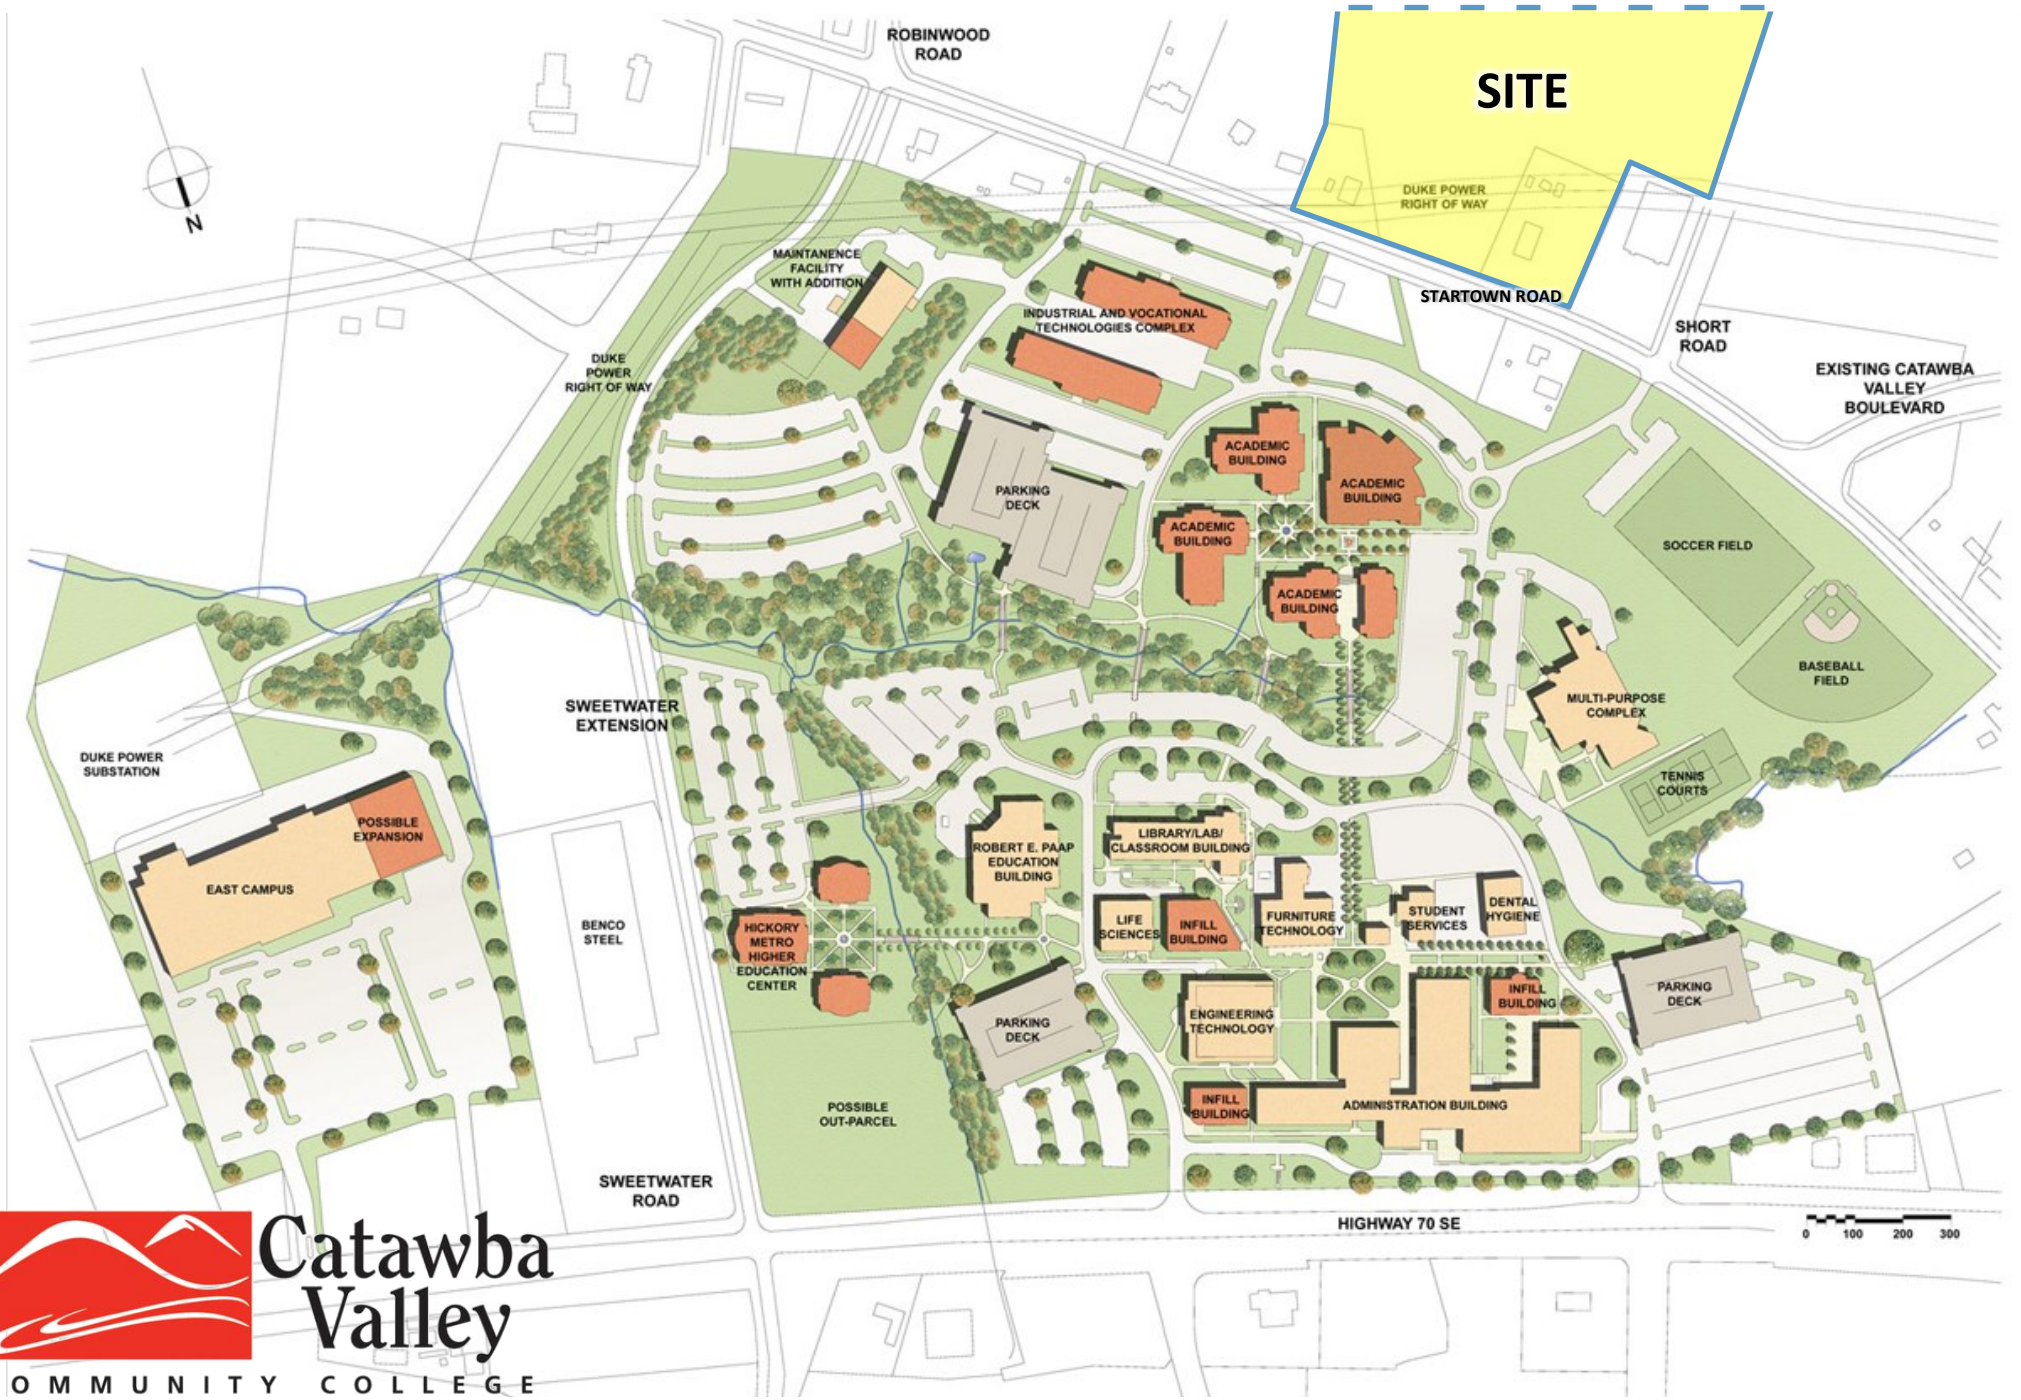 ROBINWOOD
ROAD
SITE
DUKE POWER
RIGHT OF WAY
N
MAINTANENCE
FACILITY
WITH ADDITION
STARTOWN ROAD
INDUSTRIAL AND VOCATIONAL
TECHNOLOGIES COMPLEX
SHORT
ROAD
DUKE
POWER
RIGHT OF WAY
EXISTING CATAWBA
VALLEY
BOULEVARD
ACADEMIC
BUILDING
ACADEMIC
BUILDING
PARKING
DECK
ACADEMIC
BUILDING
SOCCER FIELD
ACADEMIC
BUILDING
BASEBALL
FIELD
SWEETWATER
EXTENSION
MULTI-PURPOSE
COMPLEX
DUKE POWER
SUBSTATION
TENNIS
COURTS
POSSIBLE
EXPANSION
ROBERT E. PAAP
EDUCATION
BUILDING
LIBRARY/LAB/
CLASSROOM BUILDING
EAST CAMPUS
BENCO
STEEL
HICKORY
METRO
HIGHER
EDUCATION
CENTER
LIFE
SCIENCES
INFILL
BUILDING
FURNITURE
TECHNOLOGY
STUDENT
SERVICES
DENTAL
HYGIENE
PARKING
DECK
ENGINEERING
TECHNOLOGY
INFILL
BUILDING
PARKING
DECK
POSSIBLE
OUT-PARCEL
INFILL
BUILDING
ADMINISTRATION BUILDING
SWEETWATER
ROAD
HIGHWAY 70 SE
0 100 200 300
Catawba
Valley
OMMUNITY COLLEGE